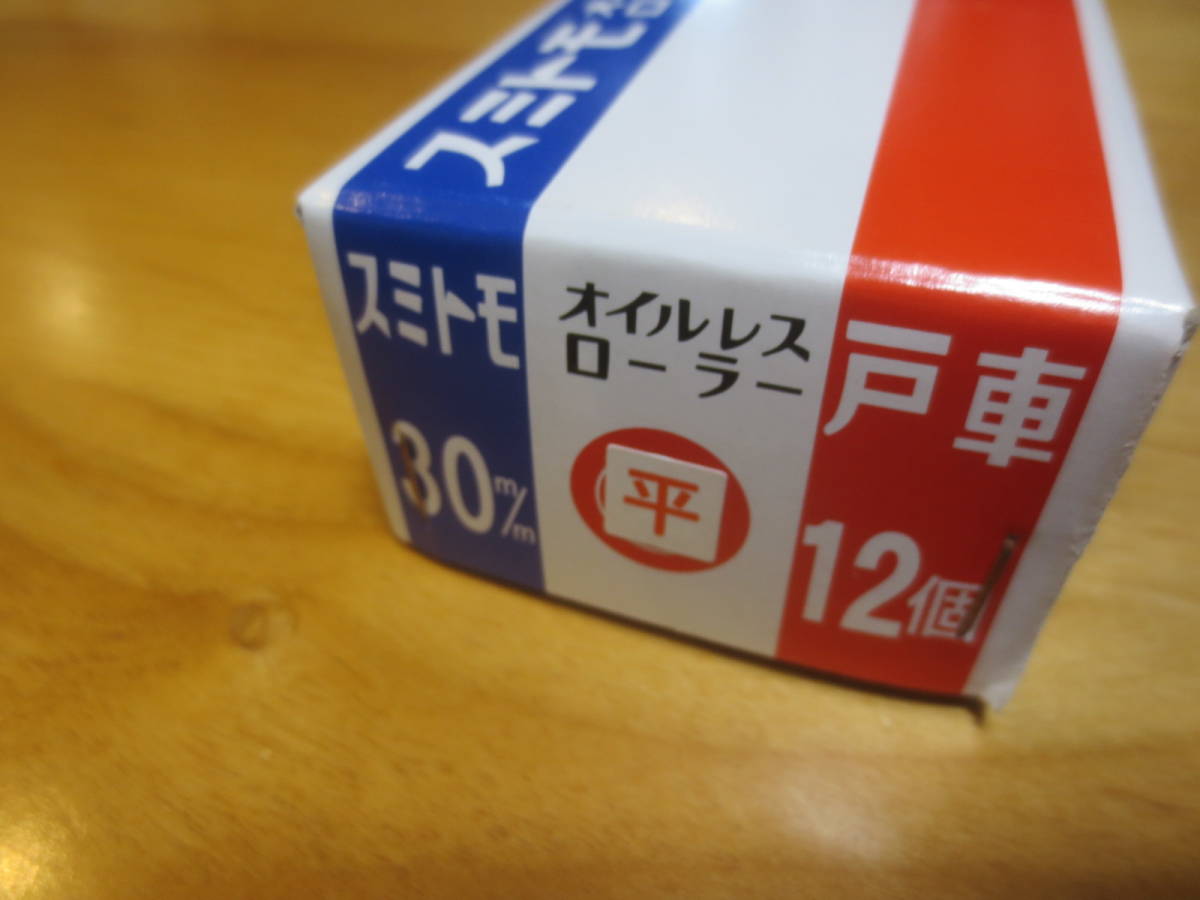 スミトモ
スミトモ
30m/m
オイルレス
ローラー
平
戸車
12個